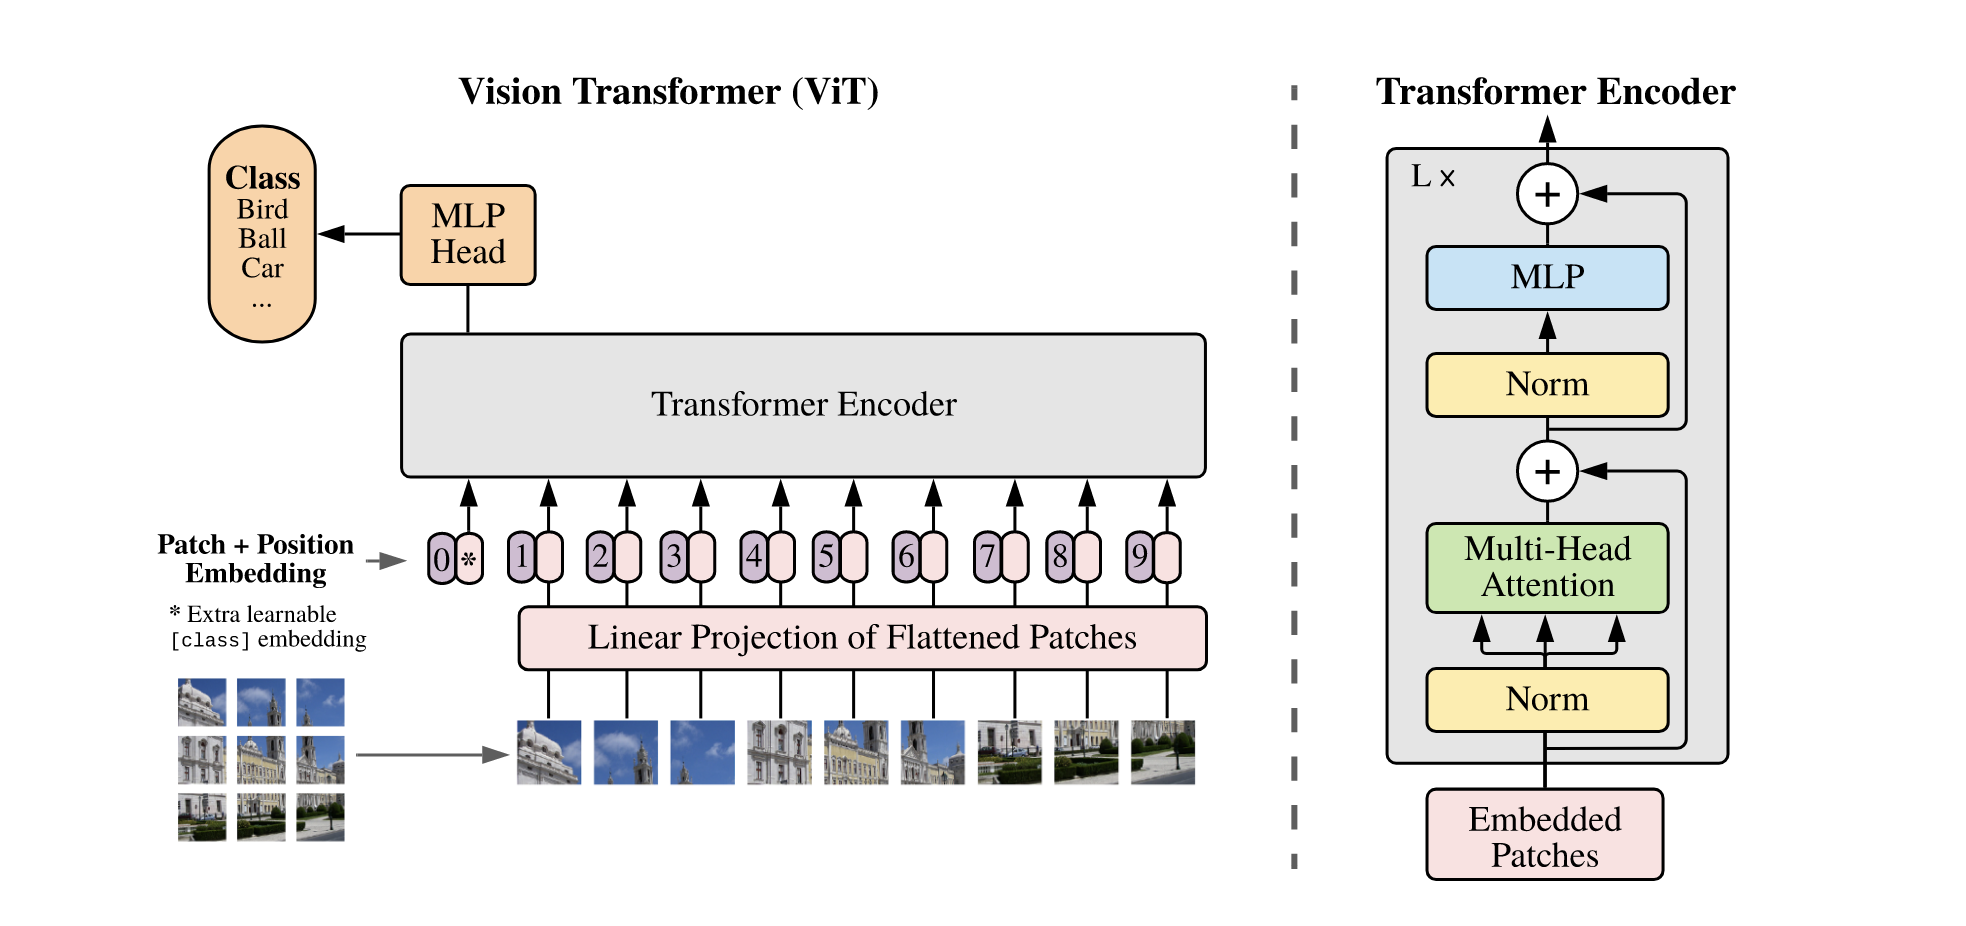 Vision Transformer (ViT)
Class
Bird
Ball
Car
...
MLP
Head
Transformer Encoder
Patch + Position
Embedding
* Extra learnable
[class] embedding
0 *
1
2
3
4
5
6
7
8
9
Linear Projection of Flattened Patches
Transformer Encoder
L ×
+
MLP
Norm
+
Multi-Head
Attention
Norm
Embedded
Patches